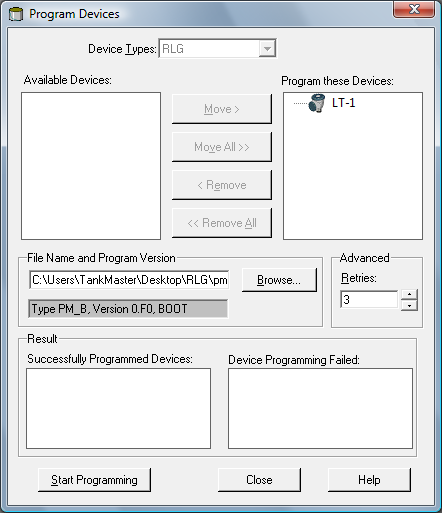 Program Devices
Device Types: RLG
Available Devices:
Program these Devices:
LT-1
Move >
Move All >>
< Remove
<< Remove All
File Name and Program Version
C:\Users\TankMaster\Desktop\RLG\pm
Browse...
Type PM_B, Version 0.F0, BOOT
Advanced
Retries:
3
Result
Successfully Programmed Devices:
Device Programming Failed:
Start Programming
Close
Help